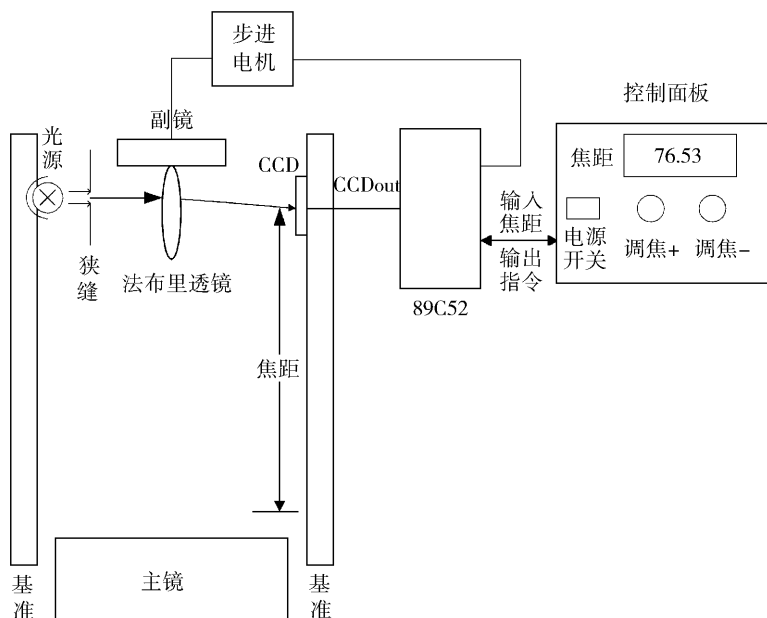 步进
电机
控制面板
光
源
副镜
CCD
CCDout
焦距
76.53
输入
焦距
输出
指令
电源
开关
调焦+
调焦-
狭
缝
法布里透镜
89C52
焦距
主镜
基
准
基
准